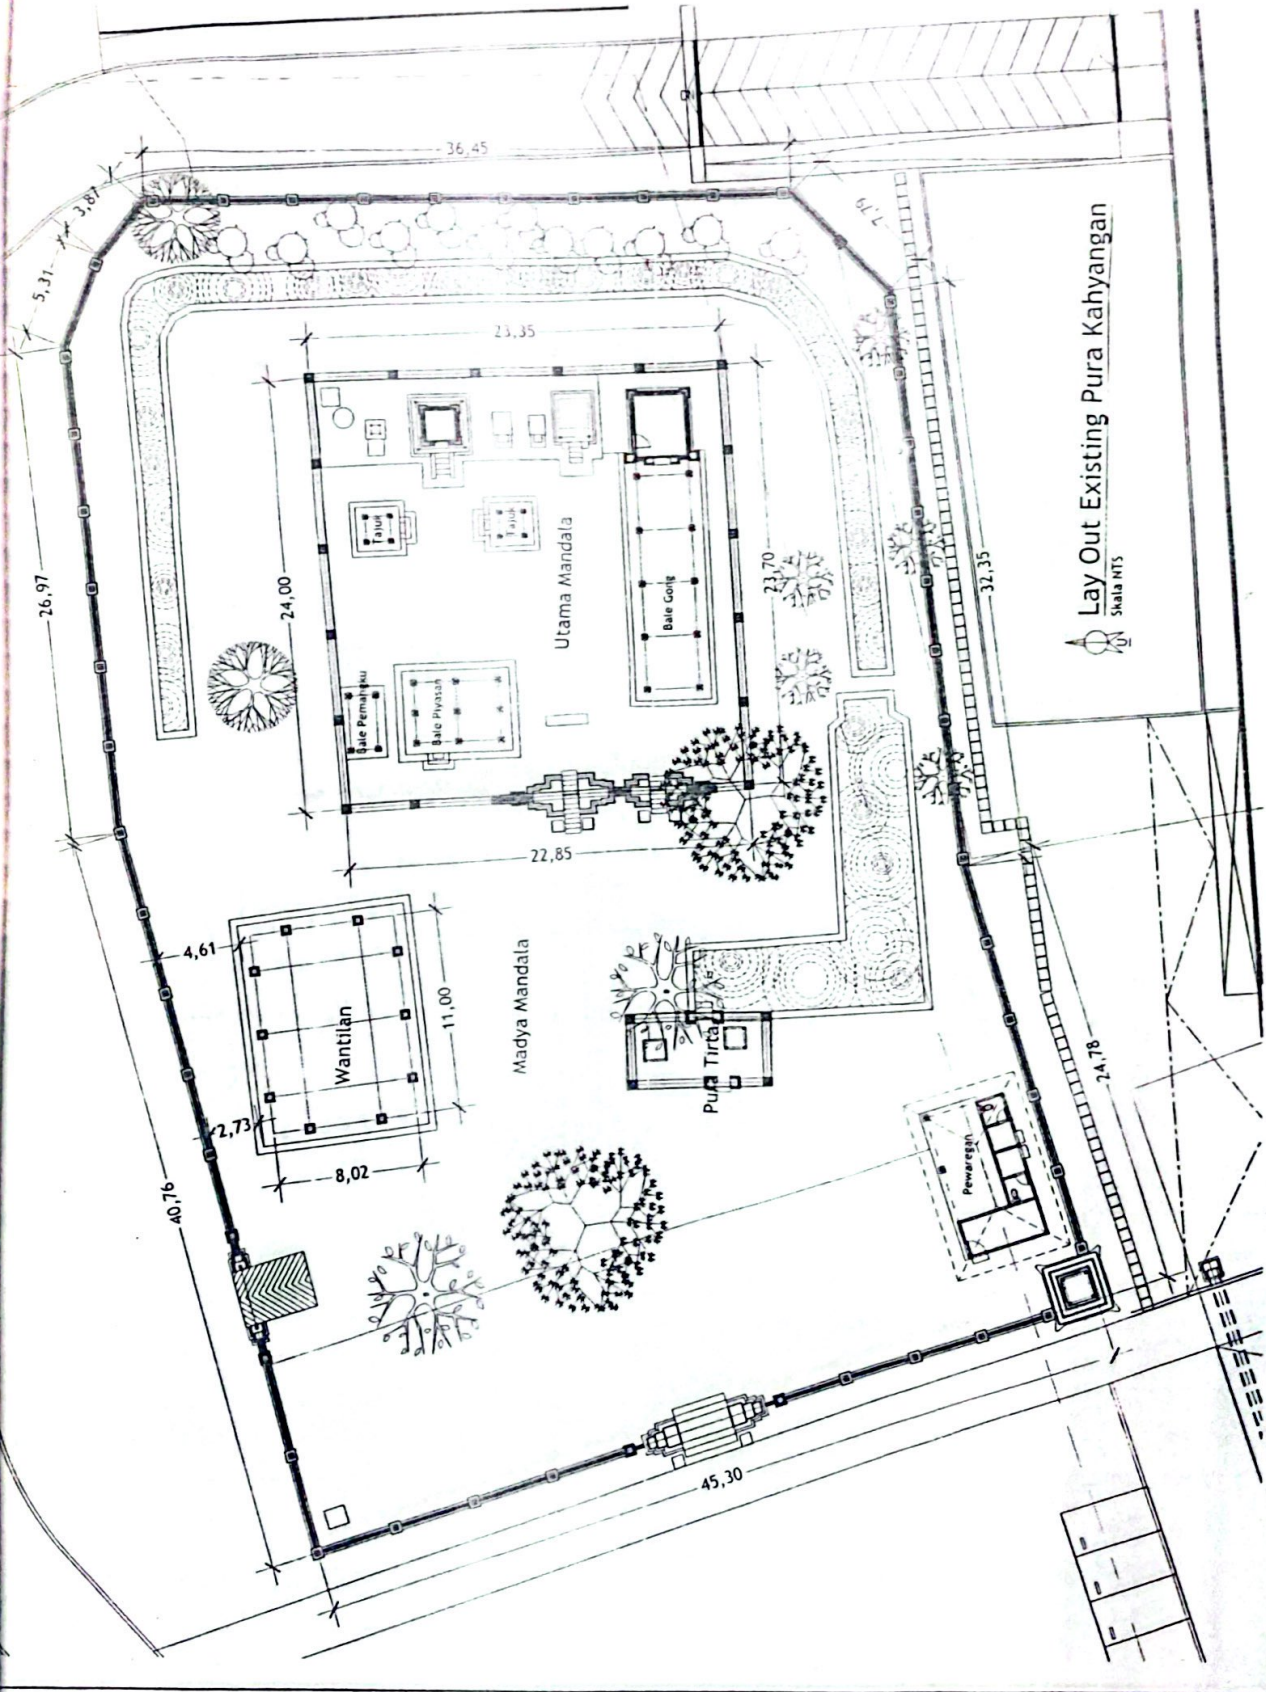 36,45
3,87
5,31
7,79
23,35
26,97
24,00
23,70
32,35
Tajuk
Tajuk
Utama Mandala
Bale Gong
Bale Pemangku
Bale Piyasan
22,85
4,61
Wantilan
11,00
Madya Mandala
Pura Tirta
2,73
8,02
40,76
24,78
Pewaregan
45,30
Lay Out Existing Pura Kahyangan
Skala NTS
U